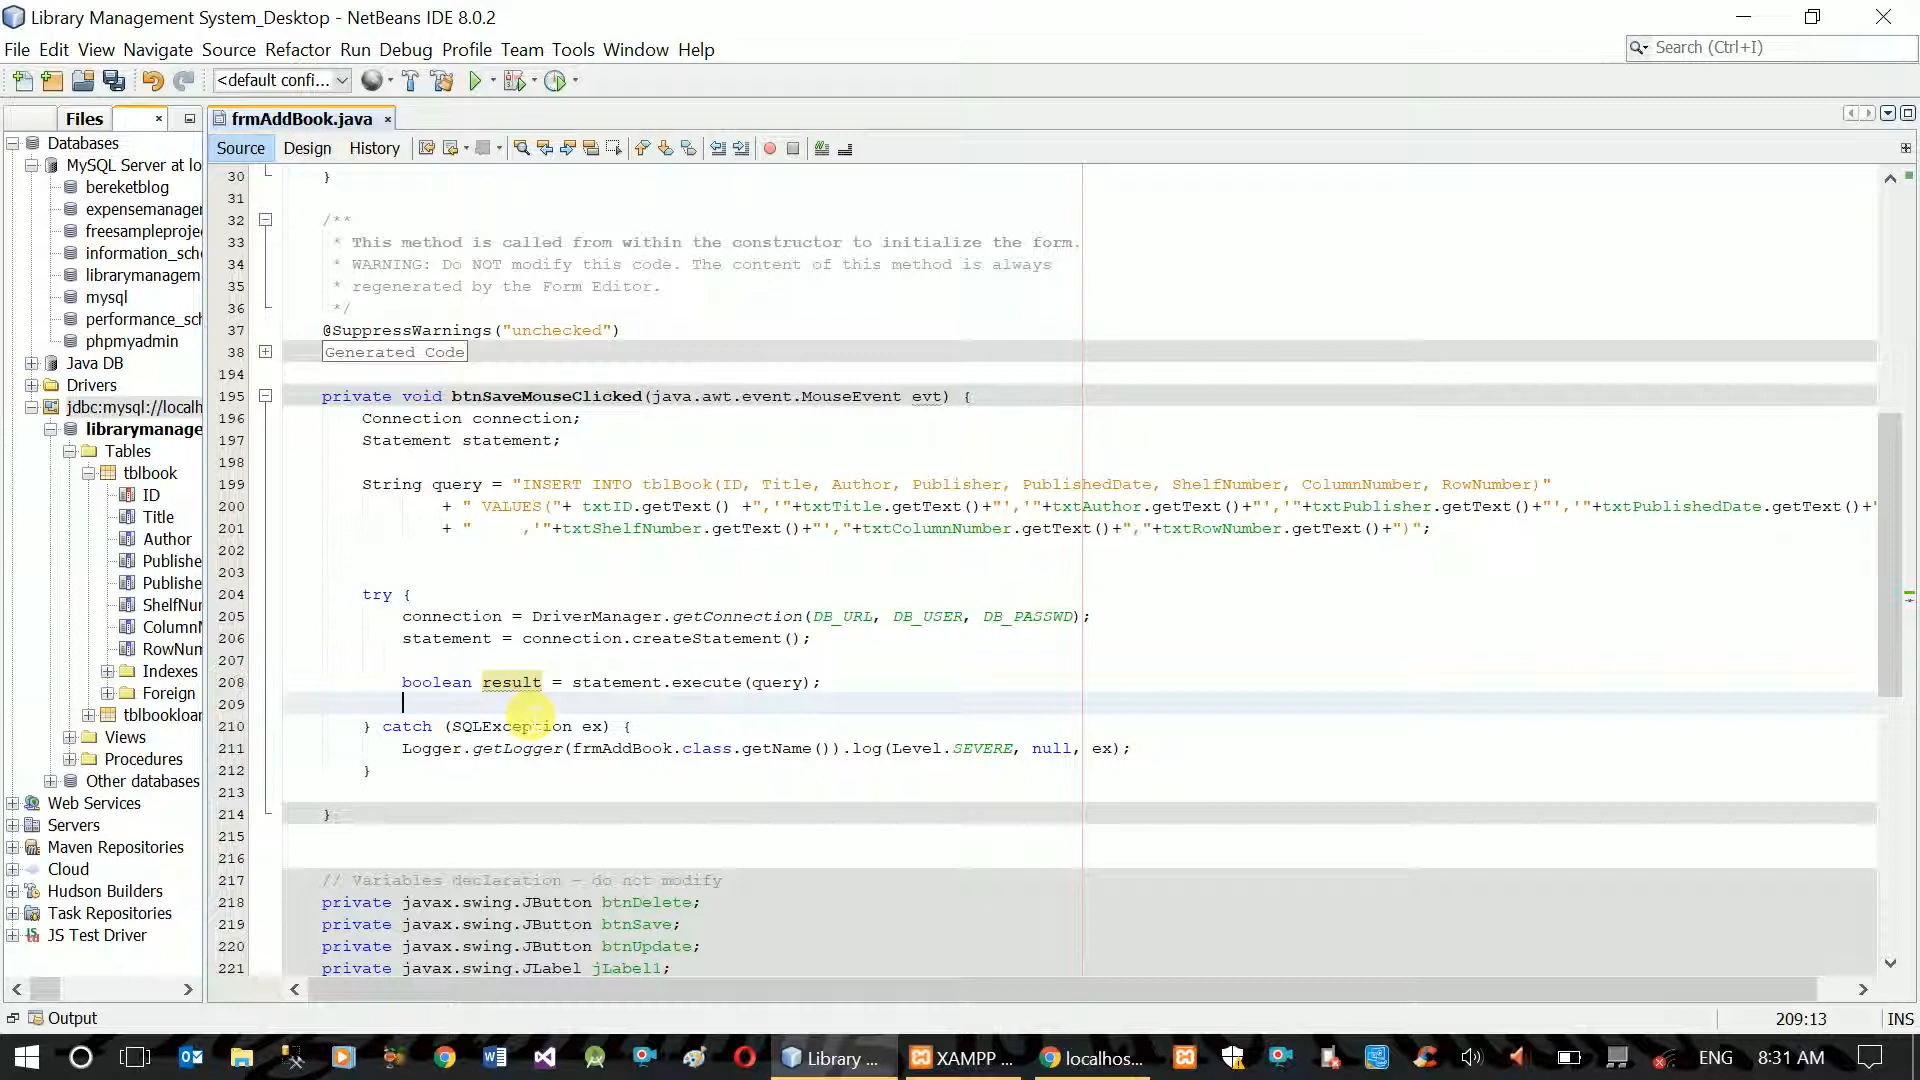 Library Management System_Desktop - NetBeans IDE 8.0.2
File Edit View Navigate Source Refactor Run Debug Profile Team Tools Window Help
Search (Ctrl+I)
<default confi...
Files
frmAddBook.java
Source Design History
Databases
MySQL Server at lo
bereketblog
expensemanager
freesampleproje
information_sche
librarymanagem
mysql
performance_sch
phpmyadmin
Java DB
Drivers
jdbc:mysql://localh
librarymanage
Tables
tblbook
ID
Title
Author
Publishe
Publishe
ShelfNur
Column
RowNum
Indexes
Foreign
tblbookloar
Views
Procedures
Other databases
Web Services
Servers
Maven Repositories
Cloud
Hudson Builders
Task Repositories
JS Test Driver
30 }
31
32 /**
33 * This method is called from within the constructor to initialize the form.
34 * WARNING: Do NOT modify this code. The content of this method is always
35 * regenerated by the Form Editor.
36 */
37 @SuppressWarnings("unchecked")
38 Generated Code
194
195 private void btnSaveMouseClicked(java.awt.event.MouseEvent evt) {
196 Connection connection;
197 Statement statement;
198
199 String query = "INSERT INTO tblBook(ID, Title, Author, Publisher, PublishedDate, ShelfNumber, ColumnNumber, RowNumber)"
200 + " VALUES("+ txtID.getText() +",'"+txtTitle.getText()+"','"+txtAuthor.getText()+"','"+txtPublisher.getText()+"','"+txtPublishedDate.getText()+"'
201 + " ,'"+txtShelfNumber.getText()+"',"+txtColumnNumber.getText()+","+txtRowNumber.getText()+")";
202
203
204 try {
205 connection = DriverManager.getConnection(DB_URL, DB_USER, DB_PASSWD);
206 statement = connection.createStatement();
207
208 boolean result = statement.execute(query);
209
210 } catch (SQLException ex) {
211 Logger.getLogger(frmAddBook.class.getName()).log(Level.SEVERE, null, ex);
212 }
213
214 }
215
216
217 // Variables declaration - do not modify
218 private javax.swing.JButton btnDelete;
219 private javax.swing.JButton btnSave;
220 private javax.swing.JButton btnUpdate;
221 private javax.swing.JLabel jLabel1;
Output
209:13 INS
Library ... XAMPP ... localhos... ENG 8:31 AM